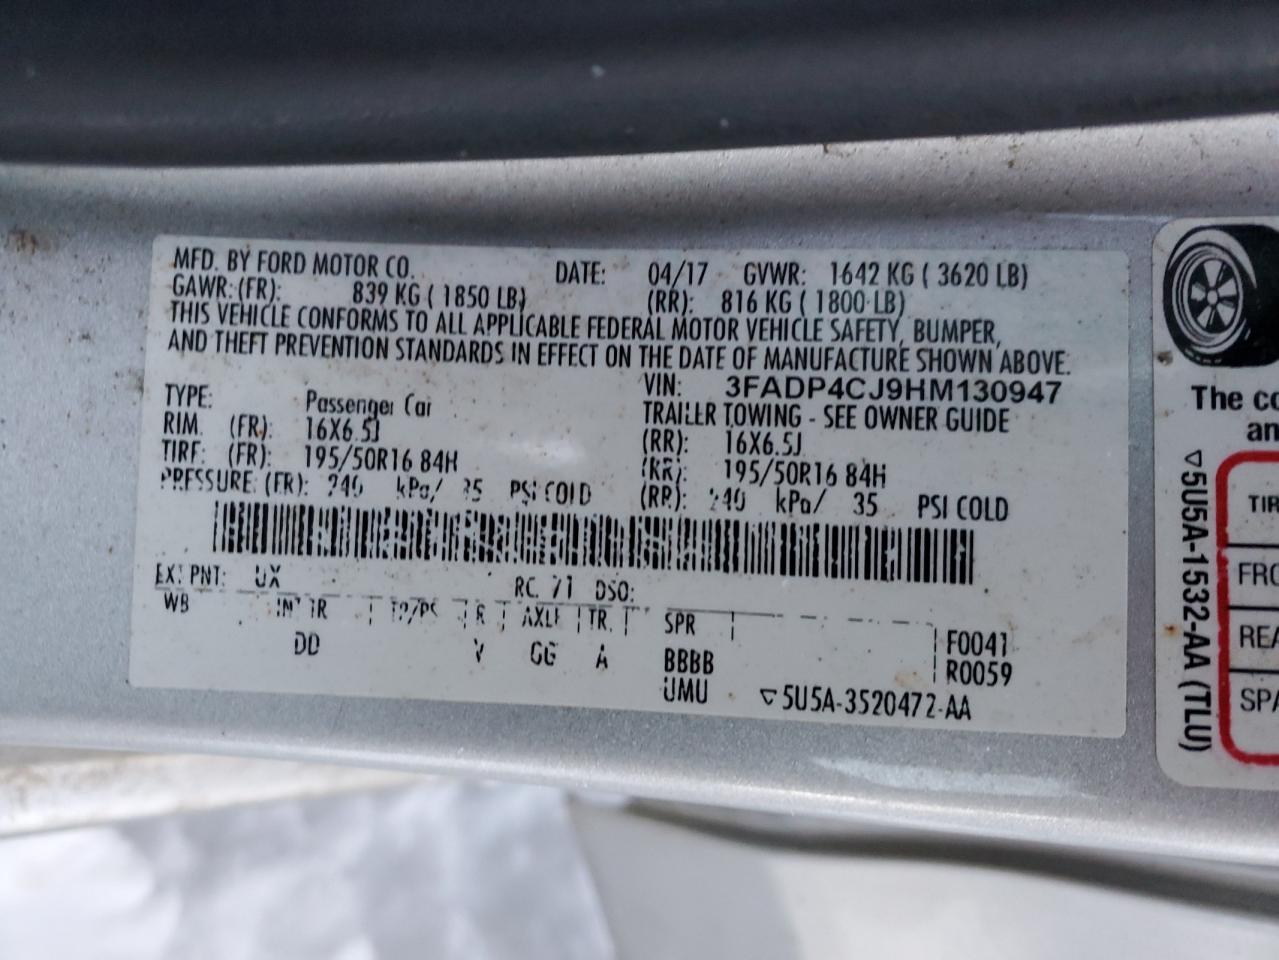 MFD. BY FORD MOTOR CO. DATE: 04/17 GVWR: 1642 KG ( 3620 LB)
GAWR: (FR): 839 KG ( 1850 LB) (RR): 816 KG ( 1800 LB)
THIS VEHICLE CONFORMS TO ALL APPLICABLE FEDERAL MOTOR VEHICLE SAFETY, BUMPER,
AND THEFT PREVENTION STANDARDS IN EFFECT ON THE DATE OF MANUFACTURE SHOWN ABOVE.
VIN: 3FADP4CJ9HM130947
TYPE: Passenger Car TRAILER TOWING - SEE OWNER GUIDE
RIM. (FR): 16X6.5J (RR): 16X6.5J
(FR): 195/50R16 84H 195/50R16 84H
PRESSURE: (FR): 240 kPa/ 35 PSI COLD (RR): 240 kPa/ 35 PSI COLD
EXT PNT: UX RC: 71 DSO:
WB INT TR TP/PS R AXLE TR. SPR F0041
DD V GG A BBBB R0059
UMU ▽5U5A-3520472-AA
The co
an
TIR
FRO
REA
SPA
▽5U5A-1532-AA (TLU)